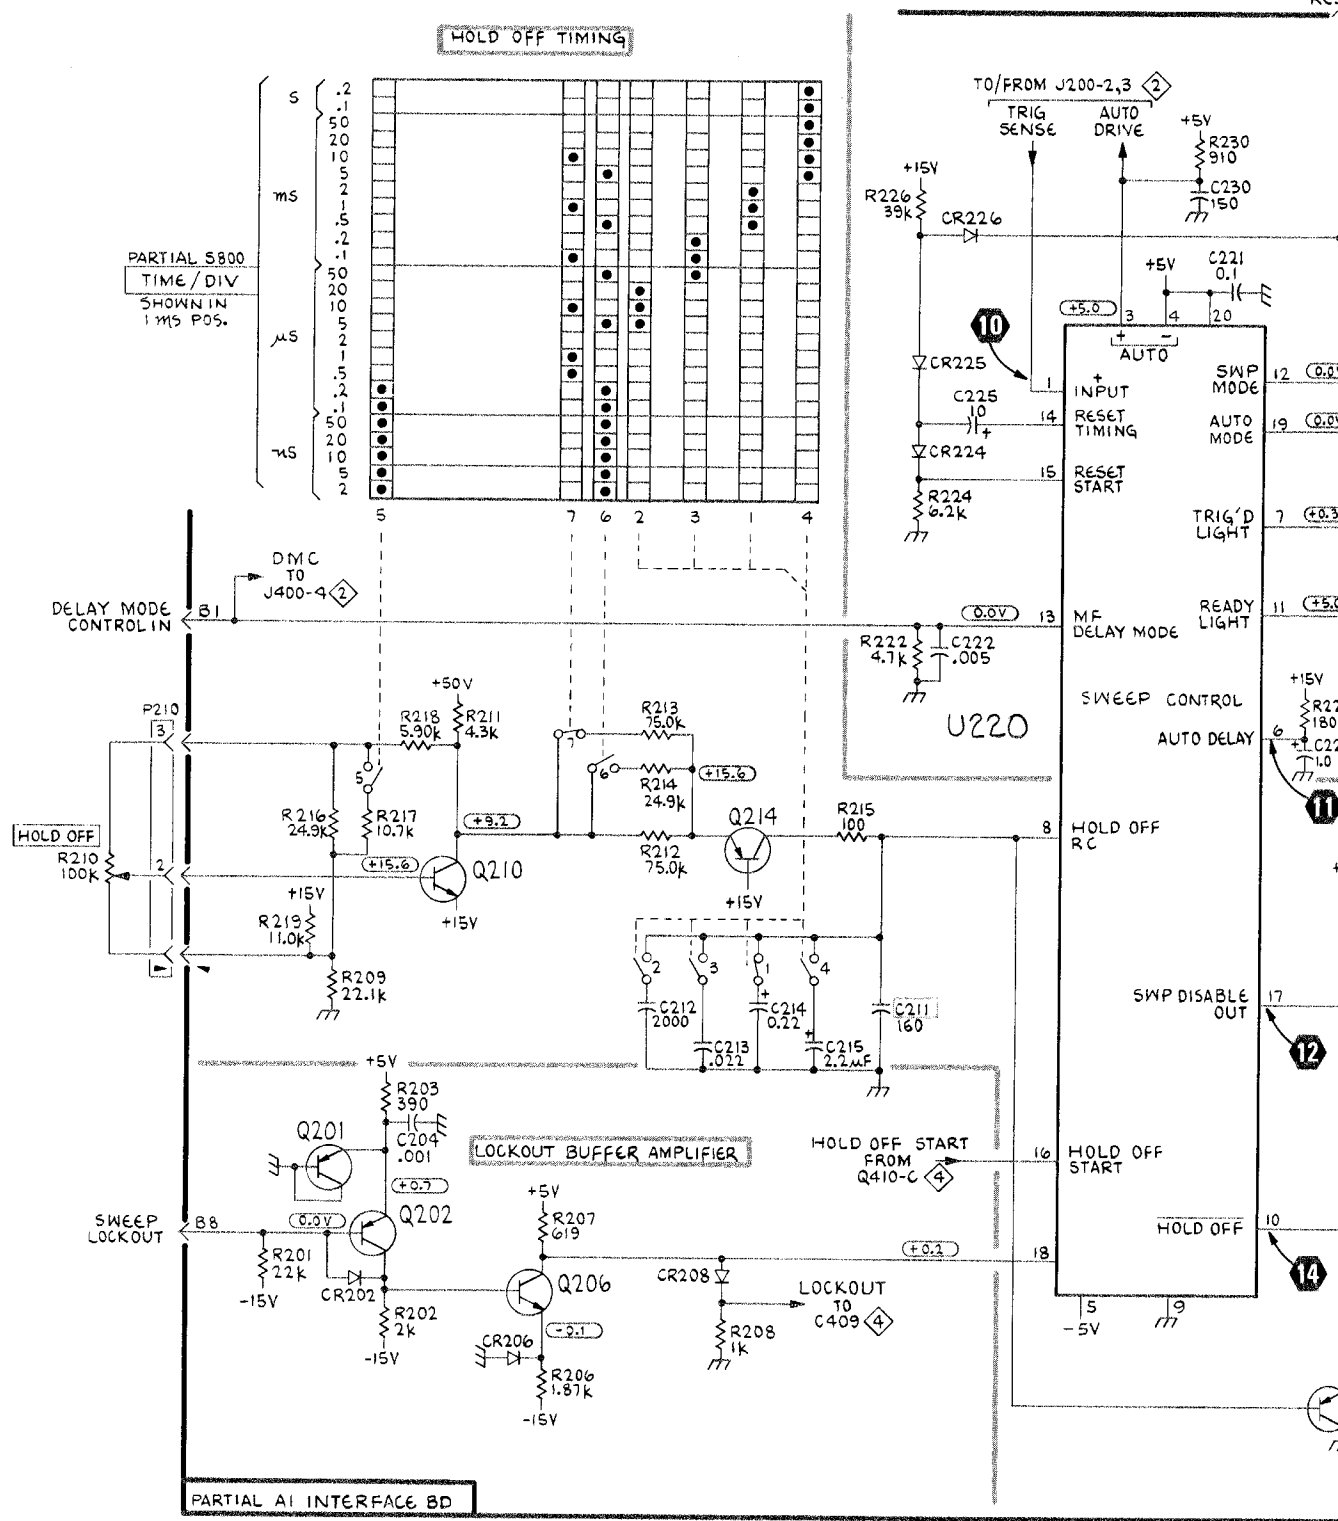 HOLD OFF TIMING
S
.2
.1
50
20
10
5
mS
2
1
.5
.2
.1
50
20
10
5
µS
2
1
.5
.2
.1
50
20
nS
10
5
2
PARTIAL S800
TIME/DIV
SHOWN IN
1 MS POS.
5 7 6 2 3 1 4
TO/FROM J200-2,3 2
TRIG
SENSE
AUTO
DRIVE
+5V
R230
910
C230
150
+15V
R226
39K
CR226
C221
0.1
+5V
+5.0
3 4 20
+ -
AUTO
10
CR225
1
+
INPUT
C225
10
+
14
RESET
TIMING
CR224
15
RESET
START
R224
6.2K
SWP
MODE
12
AUTO
MODE
19
TRIG'D
LIGHT
7
READY
LIGHT
11
DMC
TO
J400-4 2
DELAY MODE
CONTROL IN
B1
0.0V
13
MF
DELAY MODE
R222
4.7K
C222
.005
SWEEP CONTROL
U220
+15V
180
AUTO DELAY
6
+
1.0
11
P210
3
2
HOLD OFF
R210
100K
+50V
R218
5.90K
R211
4.3K
5
R216
24.9K
R217
10.7K
+9.2
+15.6
Q210
+15V
+15V
R219
11.0K
R209
22.1K
7
R213
75.0K
6
R214
24.9K
+15.6
R212
75.0K
Q214
+15V
R215
100
8
HOLD OFF
RC
2
3
1
4
C212
2000
C213
.022
+
C214
0.22
+
C215
2.2µF
C211
160
SWP DISABLE
OUT
17
12
+5V
R203
390
C204
.001
Q201
+0.7
LOCKOUT BUFFER AMPLIFIER
HOLD OFF START
FROM
Q410-C 4
16
HOLD OFF
START
SWEEP
LOCKOUT
B8
0.0V
Q202
R201
22K
-15V
CR202
R202
2K
-15V
+5V
R207
619
Q206
-0.1
CR206
R206
1.87K
-15V
+0.2
18
CR208
LOCKOUT
TO
C409 4
R208
1K
HOLD OFF
10
14
5
-5V
9
PARTIAL A1 INTERFACE BD